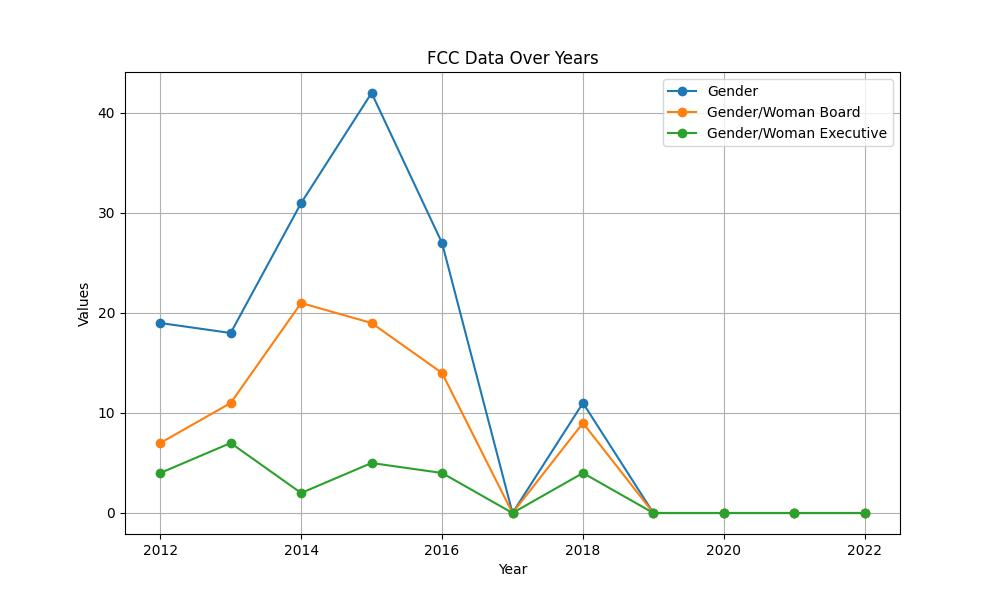 FCC Data Over Years
Gender
Gender/Woman Board
Gender/Woman Executive
Values
40
30
20
10
0
2012 2014 2016 2018 2020 2022
Year